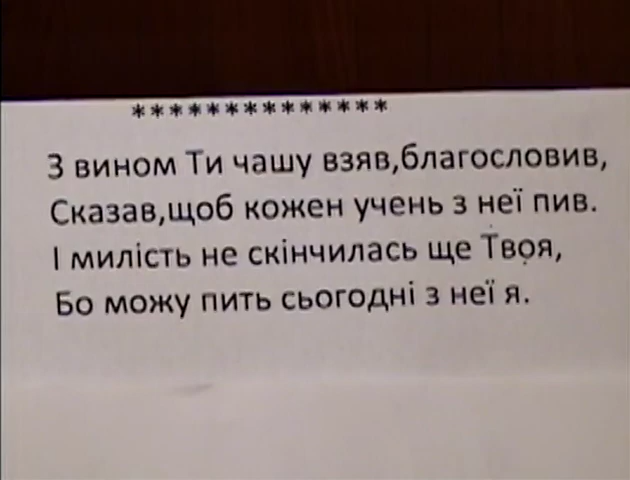 **************
З вином Ти чашу взяв,благословив,
Сказав,щоб кожен учень з неї пив.
І милість не скінчилась ще Твоя,
Бо можу пить сьогодні з неї я.